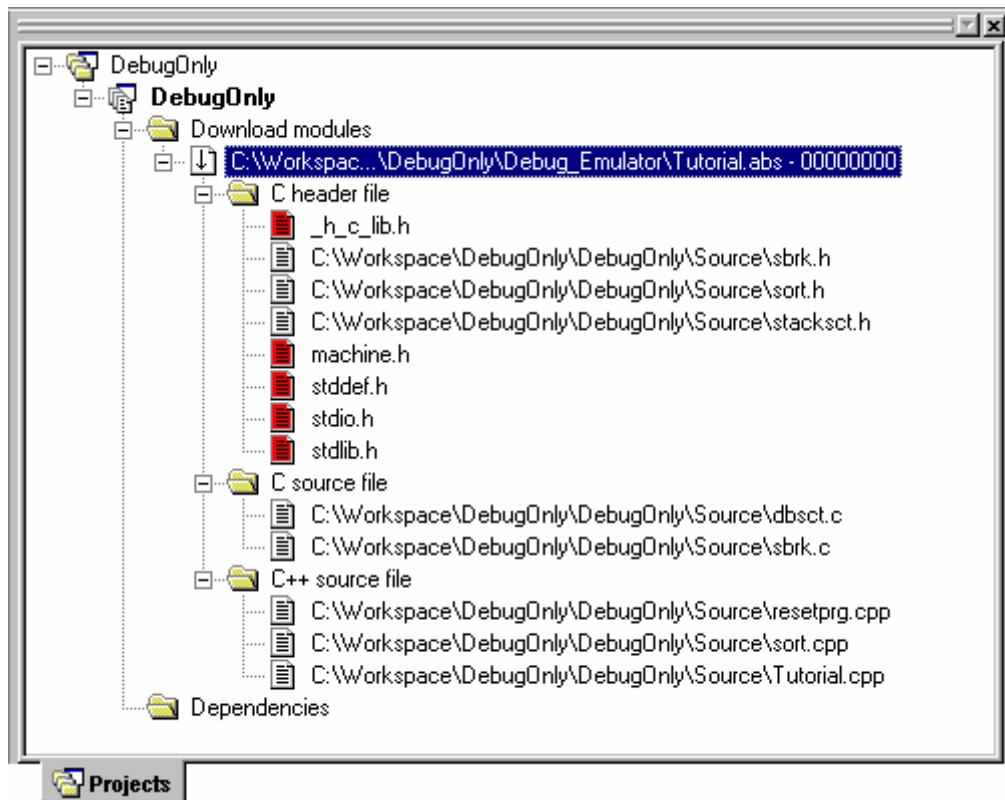 DebugOnly
DebugOnly
Download modules
C:\Workspac...\DebugOnly\Debug_Emulator\Tutorial.abs - 00000000
C header file
_h_c_lib.h
C:\Workspace\DebugOnly\DebugOnly\Source\sbrk.h
C:\Workspace\DebugOnly\DebugOnly\Source\sort.h
C:\Workspace\DebugOnly\DebugOnly\Source\stacksct.h
machine.h
stddef.h
stdio.h
stdlib.h
C source file
C:\Workspace\DebugOnly\DebugOnly\Source\dbsct.c
C:\Workspace\DebugOnly\DebugOnly\Source\sbrk.c
C++ source file
C:\Workspace\DebugOnly\DebugOnly\Source\resetprg.cpp
C:\Workspace\DebugOnly\DebugOnly\Source\sort.cpp
C:\Workspace\DebugOnly\DebugOnly\Source\Tutorial.cpp
Dependencies
Projects